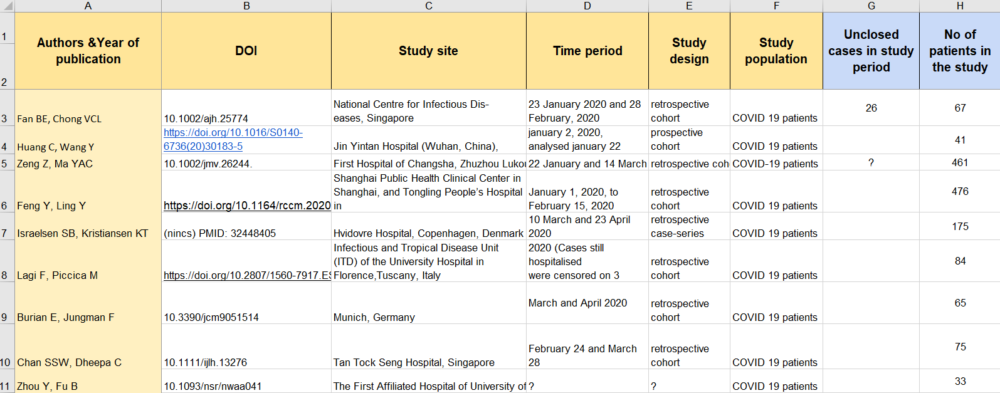 A B C D E F G H
1 Authors &Year of
publication DOI Study site Time period Study
design Study
population Unclosed
cases in study
period No of
patients in
the study
2
3 Fan BE, Chong VCL 10.1002/ajh.25774 National Centre for Infectious Dis-
eases, Singapore 23 January 2020 and 28
February, 2020 retrospective
cohort COVID 19 patients 26 67
4 Huang C, Wang Y https://doi.org/10.1016/S0140-
6736(20)30183-5 Jin Yintan Hospital (Wuhan, China), january 2, 2020,
analysed january 22 prospective
cohort COVID 19 patients 41
5 Zeng Z, Ma YAC 10.1002/jmv.26244. First Hospital of Changsha, Zhuzhou Lukou 22 January and 14 March retrospective coh COVID-19 patients ? 461
6 Feng Y, Ling Y https://doi.org/10.1164/rccm.2020 Shanghai Public Health Clinical Center in
Shanghai, and Tongling People’s Hospital
in January 1, 2020, to
February 15, 2020 retrospective
cohort COVID 19 patients 476
7 Israelsen SB, Kristiansen KT (nincs) PMID: 32448405 Hvidovre Hospital, Copenhagen, Denmark 10 March and 23 April
2020 retrospective
case-series COVID 19 patients 175
8 Lagi F, Piccica M https://doi.org/10.2807/1560-7917.ES Infectious and Tropical Disease Unit
(ITD) of the University Hospital in
Florence,Tuscany, Italy 2020 (Cases still
hospitalised
were censored on 3 retrospective
cohort COVID 19 patients 84
9 Burian E, Jungman F 10.3390/jcm9051514 Munich, Germany March and April 2020 retrospective
cohort COVID 19 patients 65
10 Chan SSW, Dheepa C 10.1111/ijlh.13276 Tan Tock Seng Hospital, Singapore February 24 and March
28 retrospective
cohort COVID 19 patients 75
11 Zhou Y, Fu B 10.1093/nsr/nwaa041 The First Affiliated Hospital of University of ? ? COVID 19 patients 33